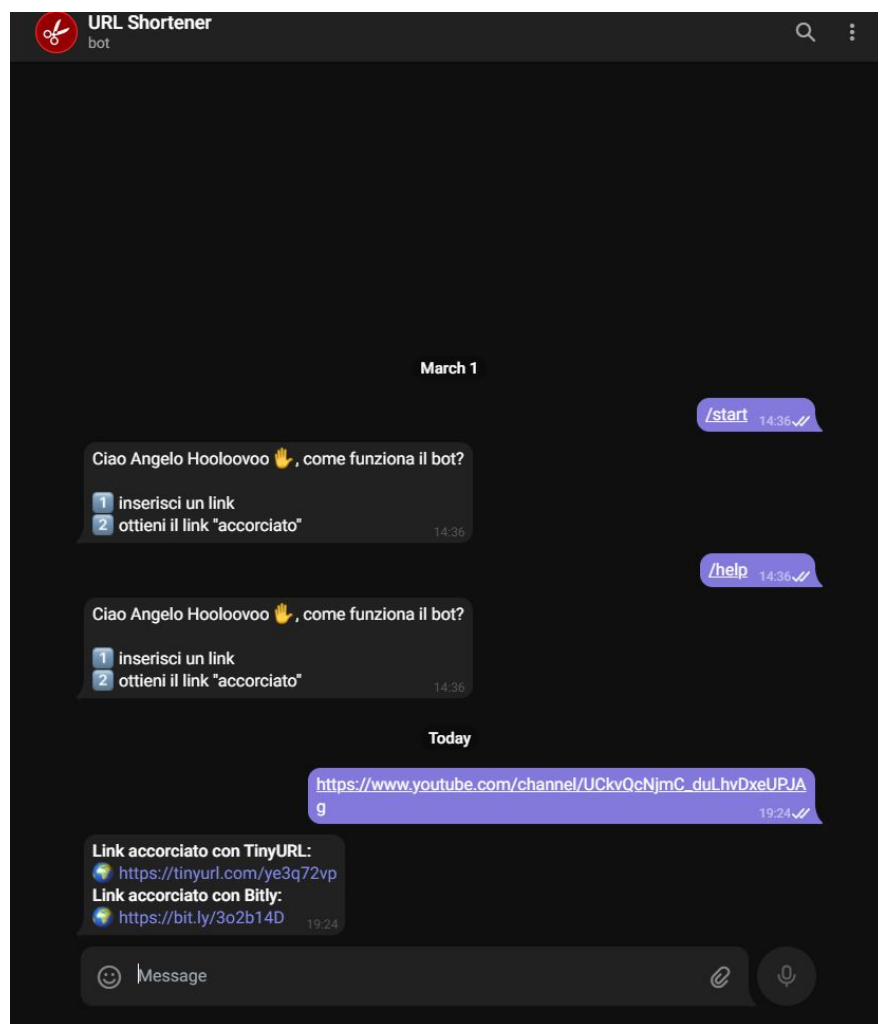 URL Shortener
bot
March 1
/start 14:36
Ciao Angelo Hooloovoo 🖐, come funziona il bot?
1 inserisci un link
2 ottieni il link "accorciato"
14:36
/help 14:36
Ciao Angelo Hooloovoo 🖐, come funziona il bot?
1 inserisci un link
2 ottieni il link "accorciato"
14:36
Today
https://www.youtube.com/channel/UCkvQcNjmC_duLhvDxeUPJA
g
19:24
Link accorciato con TinyURL:
🌍 https://tinyurl.com/ye3q72vp
Link accorciato con Bitly:
🌍 https://bit.ly/3o2b14D 19:24
Message